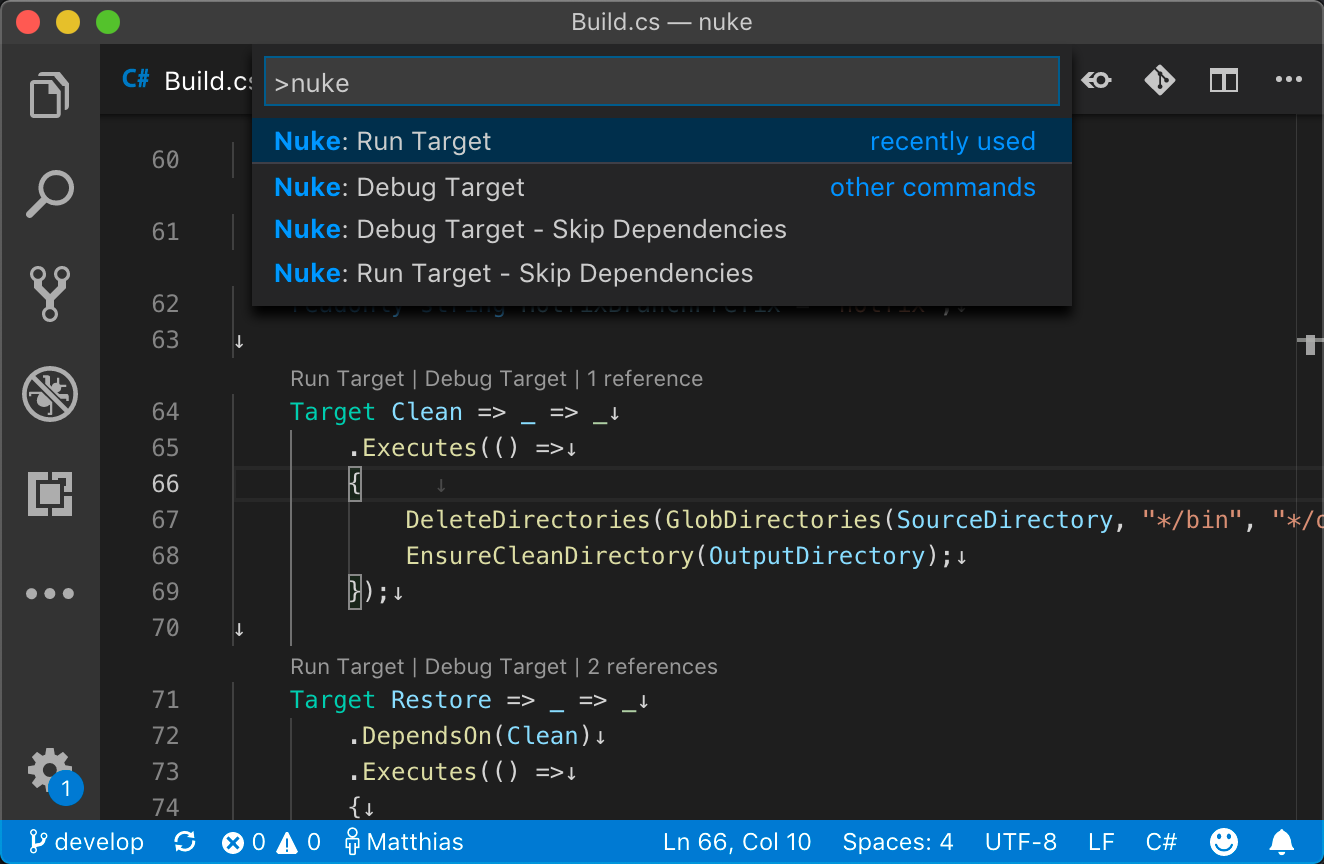 Build.cs — nuke
C# Build.cs
>nuke
Nuke: Run Target recently used
Nuke: Debug Target other commands
Nuke: Debug Target - Skip Dependencies
Nuke: Run Target - Skip Dependencies
60
61
62
63 ↓
Run Target | Debug Target | 1 reference
64 Target Clean => _ => _↓
65 .Executes(() =>↓
66 { ↓
67 DeleteDirectories(GlobDirectories(SourceDirectory, "*/bin", "*/
68 EnsureCleanDirectory(OutputDirectory);↓
69 });↓
70 ↓
Run Target | Debug Target | 2 references
71 Target Restore => _ => _↓
72 .DependsOn(Clean)↓
73 .Executes(() =>↓
74 {↓
1
develop 0 0 Matthias Ln 66, Col 10 Spaces: 4 UTF-8 LF C#